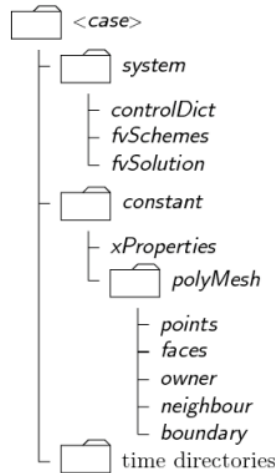 <case>
system
controlDict
fvSchemes
fvSolution
constant
xProperties
polyMesh
points
faces
owner
neighbour
boundary
time directories